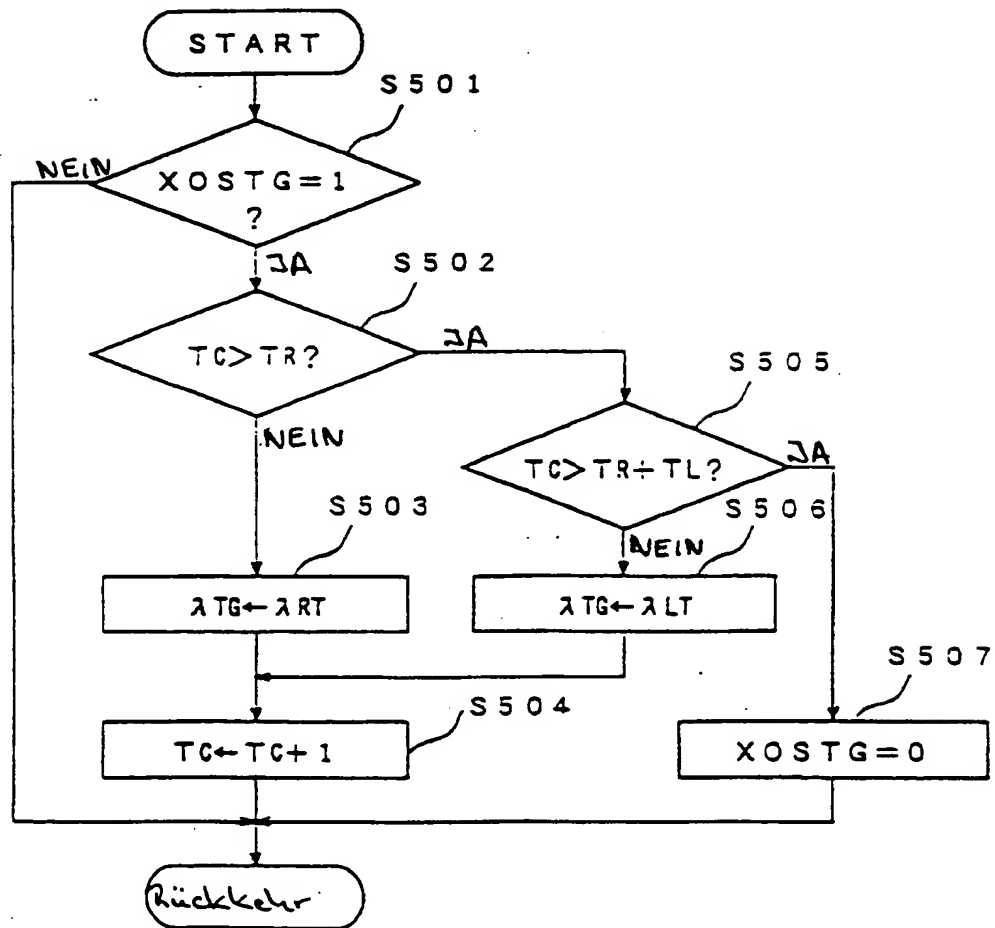 START
S501
NEIN
XOSTG=1
?
JA
S502
TC>TR?
JA
S505
NEIN
TC>TR+TL?
JA
S503
S506
NEIN
λTG←λRT
λTG←λLT
S507
S504
TC←TC+1
XOSTG=0
Rückkehr